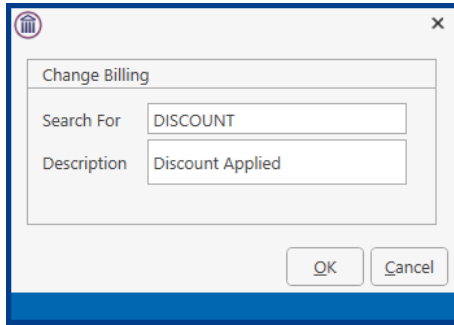 Change Billing
Search For DISCOUNT
Description Discount Applied
OK Cancel